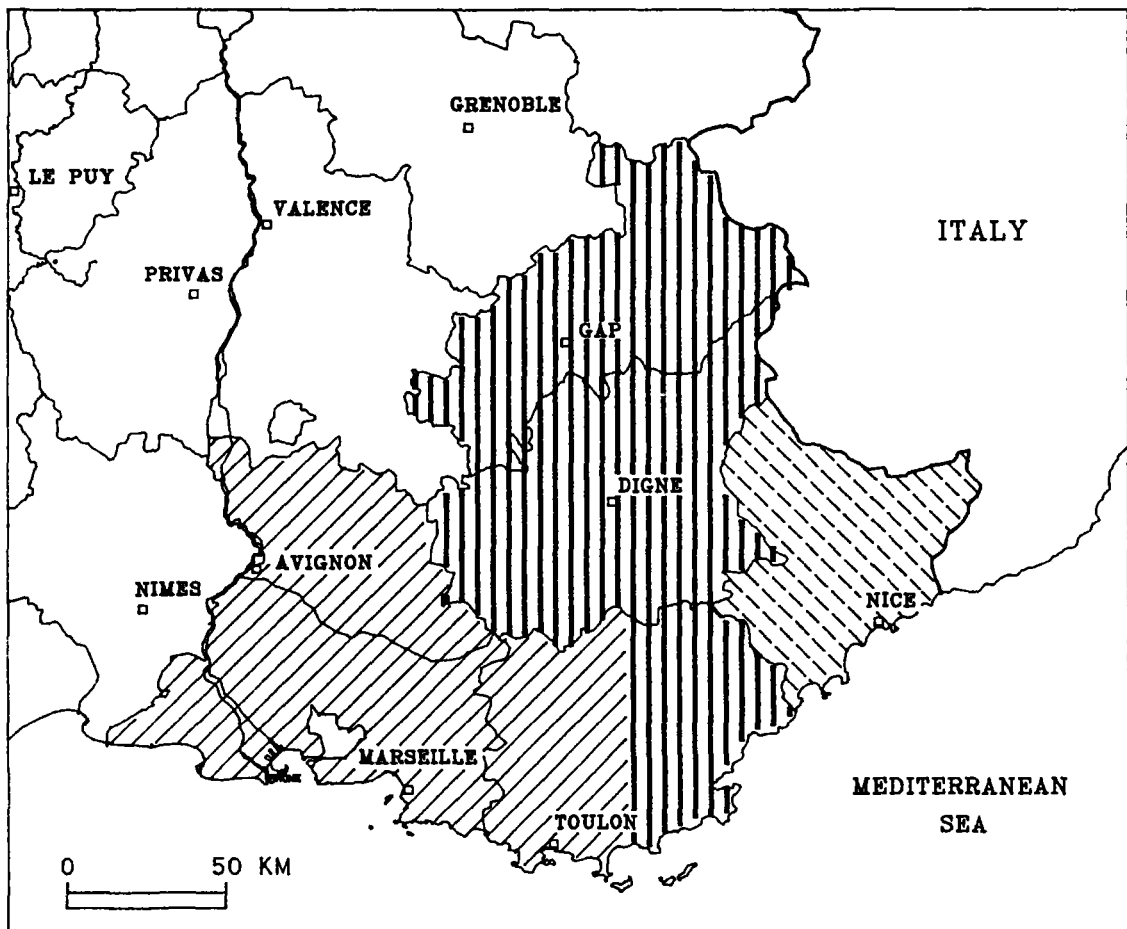 GRENOBLE
LE PUY
VALENCE
ITALY
PRIVAS
GAP
DIGNE
AVIGNON
NIMES
NICE
MARSEILLE
MEDITERRANEAN
SEA
TOULON
0 50 KM